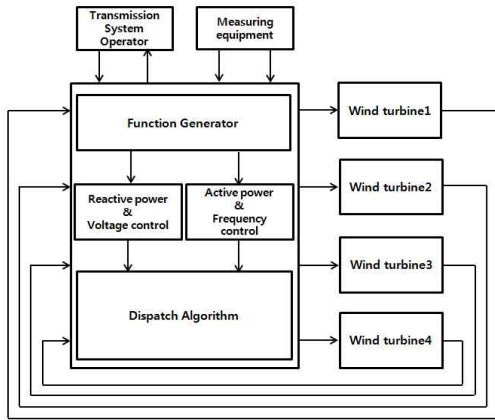 Transmission
System
Operator
Measuring
equipment
Function Generator
Wind turbine1
Reactive power
&
Voltage control
Active power
&
Frequency
control
Wind turbine2
Wind turbine3
Dispatch Algorithm
Wind turbine4